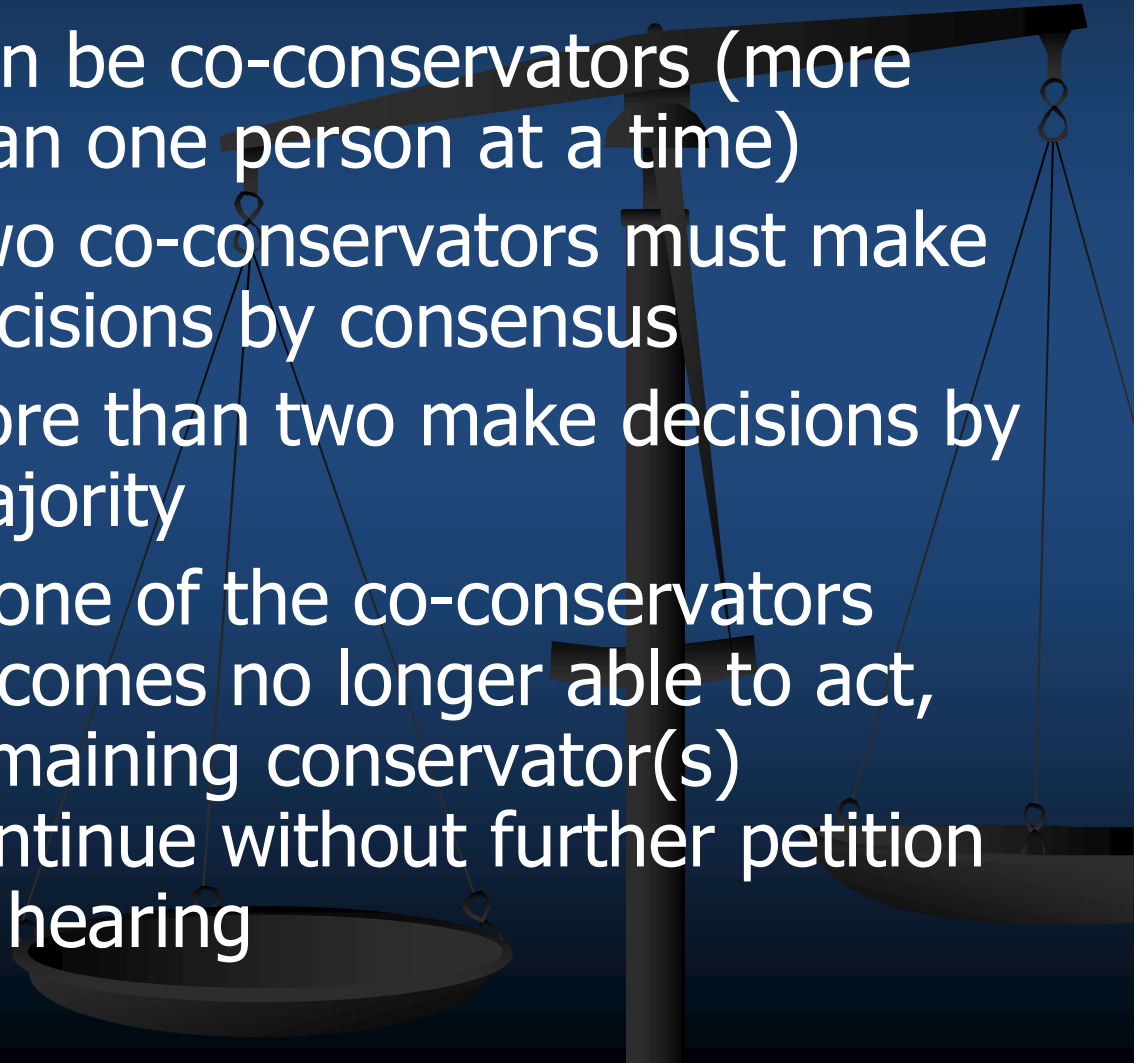 n be co-conservators (more
an one person at a time)
wo co-conservators must make
cisions by consensus
ore than two make decisions by
ajority
one of the co-conservators
comes no longer able to act,
maining conservator(s)
ntinue without further petition
hearing